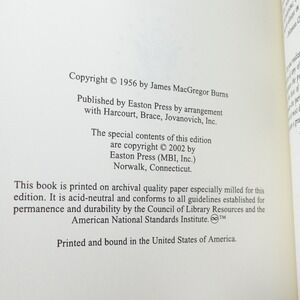 Copyright © 1956 by James MacGregor Burns
Published by Easton Press by arrangement
with Harcourt, Brace, Jovanovich, Inc.
The special contents of this edition
are copyright © 2002 by
Easton Press (MBI, Inc.)
Norwalk, Connecticut.
This book is printed on archival quality paper especially milled for this
edition. It is acid-neutral and conforms to all guidelines established for
permanence and durability by the Council of Library Resources and the
American National Standards Institute. ♾™
Printed and bound in the United States of America.